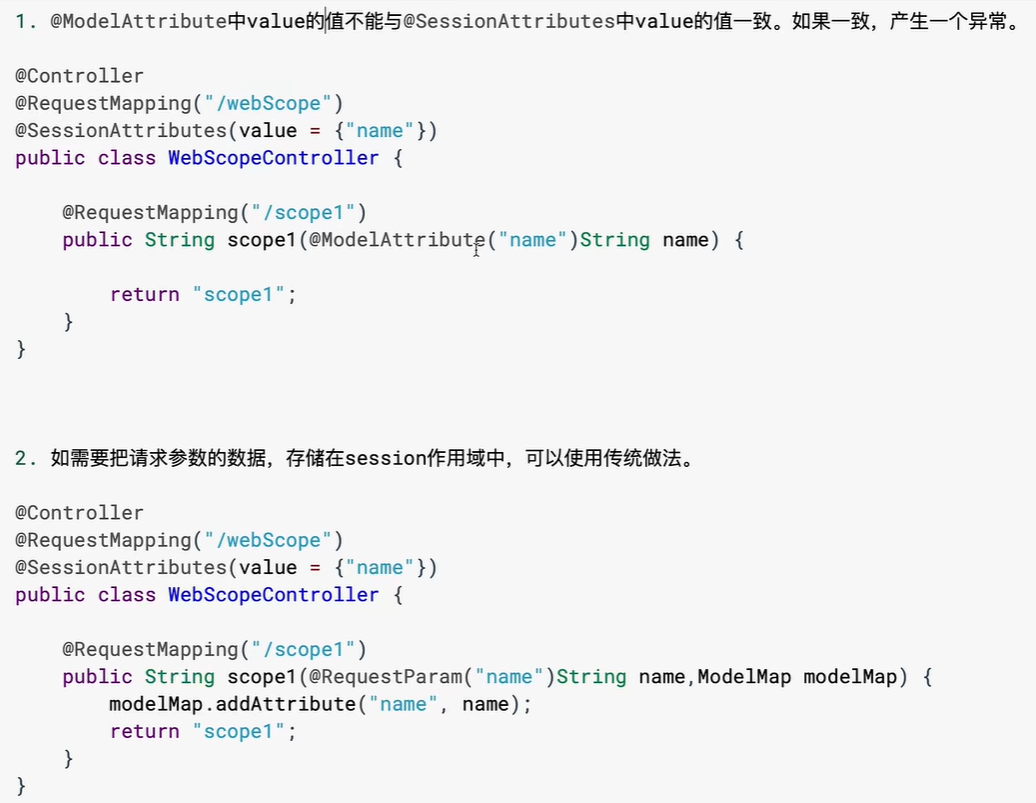 1. @ModelAttribute中value的值不能与@SessionAttributes中value的值一致。如果一致，产生一个异常。
@Controller
@RequestMapping("/webScope")
@SessionAttributes(value = {"name"})
public class WebScopeController {
@RequestMapping("/scope1")
public String scope1(@ModelAttribute("name")String name) {
return "scope1";
}
}
2. 如需要把请求参数的数据，存储在session作用域中，可以使用传统做法。
@Controller
@RequestMapping("/webScope")
@SessionAttributes(value = {"name"})
public class WebScopeController {
@RequestMapping("/scope1")
public String scope1(@RequestParam("name")String name,ModelMap modelMap) {
modelMap.addAttribute("name", name);
return "scope1";
}
}